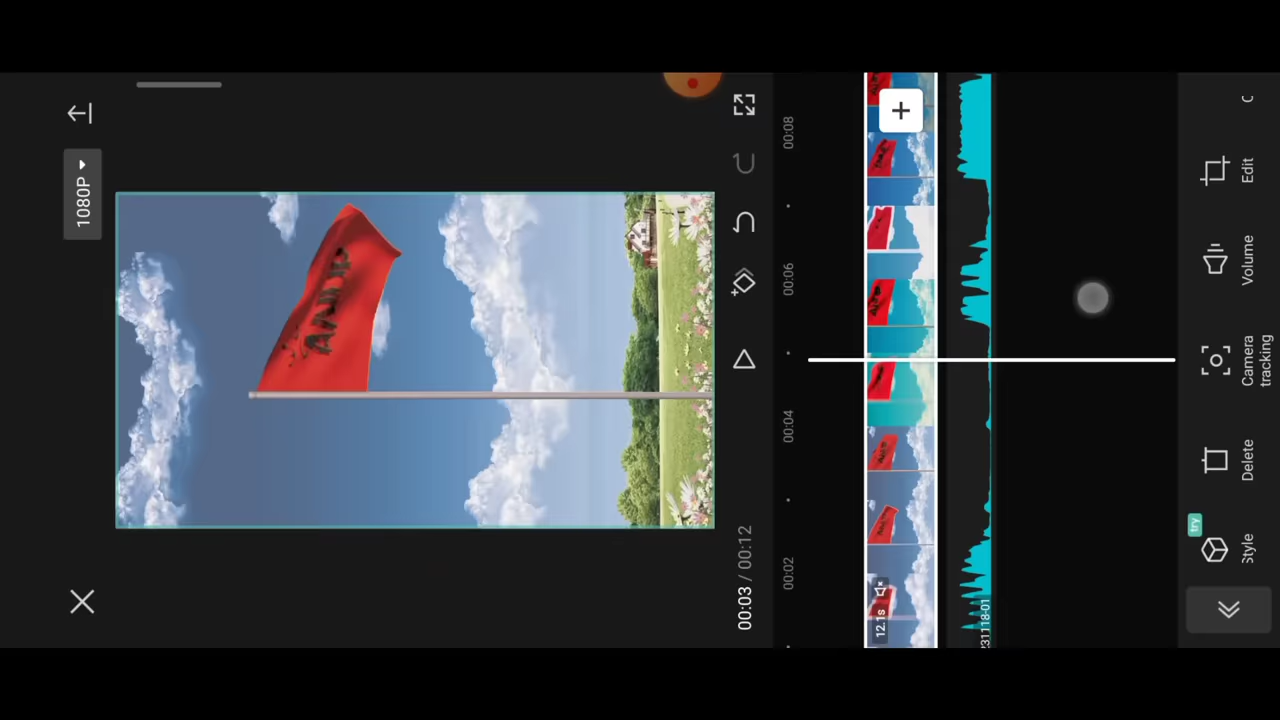 1080P
00:03 / 00:12
00:02
00:04
00:06
00:08
12.1s
Style
try
Delete
Camera
tracking
Volume
Edit